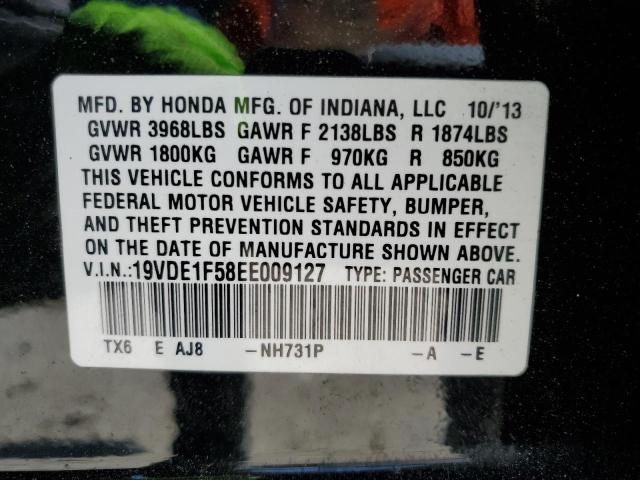 MFD. BY HONDA MFG. OF INDIANA, LLC 10/'13
GVWR 3968LBS GAWR F 2138LBS R 1874LBS
GVWR 1800KG GAWR F 970KG R 850KG
THIS VEHICLE CONFORMS TO ALL APPLICABLE
FEDERAL MOTOR VEHICLE SAFETY, BUMPER,
AND THEFT PREVENTION STANDARDS IN EFFECT
ON THE DATE OF MANUFACTURE SHOWN ABOVE.
V.I.N.:19VDE1F58EE009127 TYPE: PASSENGER CAR
TX6 E AJ8 -NH731P -A -E